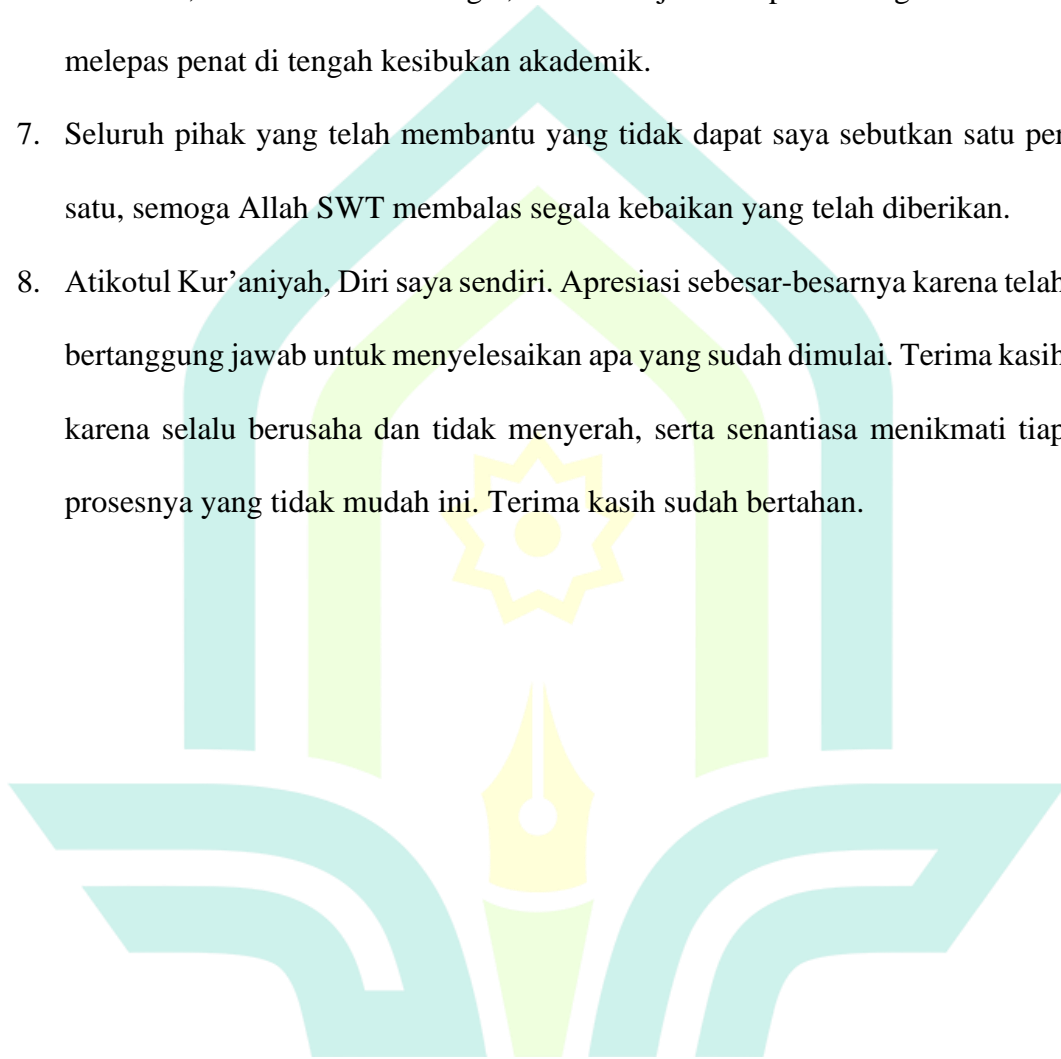 melepas penat di tengah kesibukan akademik.
7. Seluruh pihak yang telah membantu yang tidak dapat saya sebutkan satu per
satu, semoga Allah SWT membalas segala kebaikan yang telah diberikan.
8. Atikotul Kur’aniyah, Diri saya sendiri. Apresiasi sebesar-besarnya karena telah
bertanggung jawab untuk menyelesaikan apa yang sudah dimulai. Terima kasih
karena selalu berusaha dan tidak menyerah, serta senantiasa menikmati tiap
prosesnya yang tidak mudah ini. Terima kasih sudah bertahan.